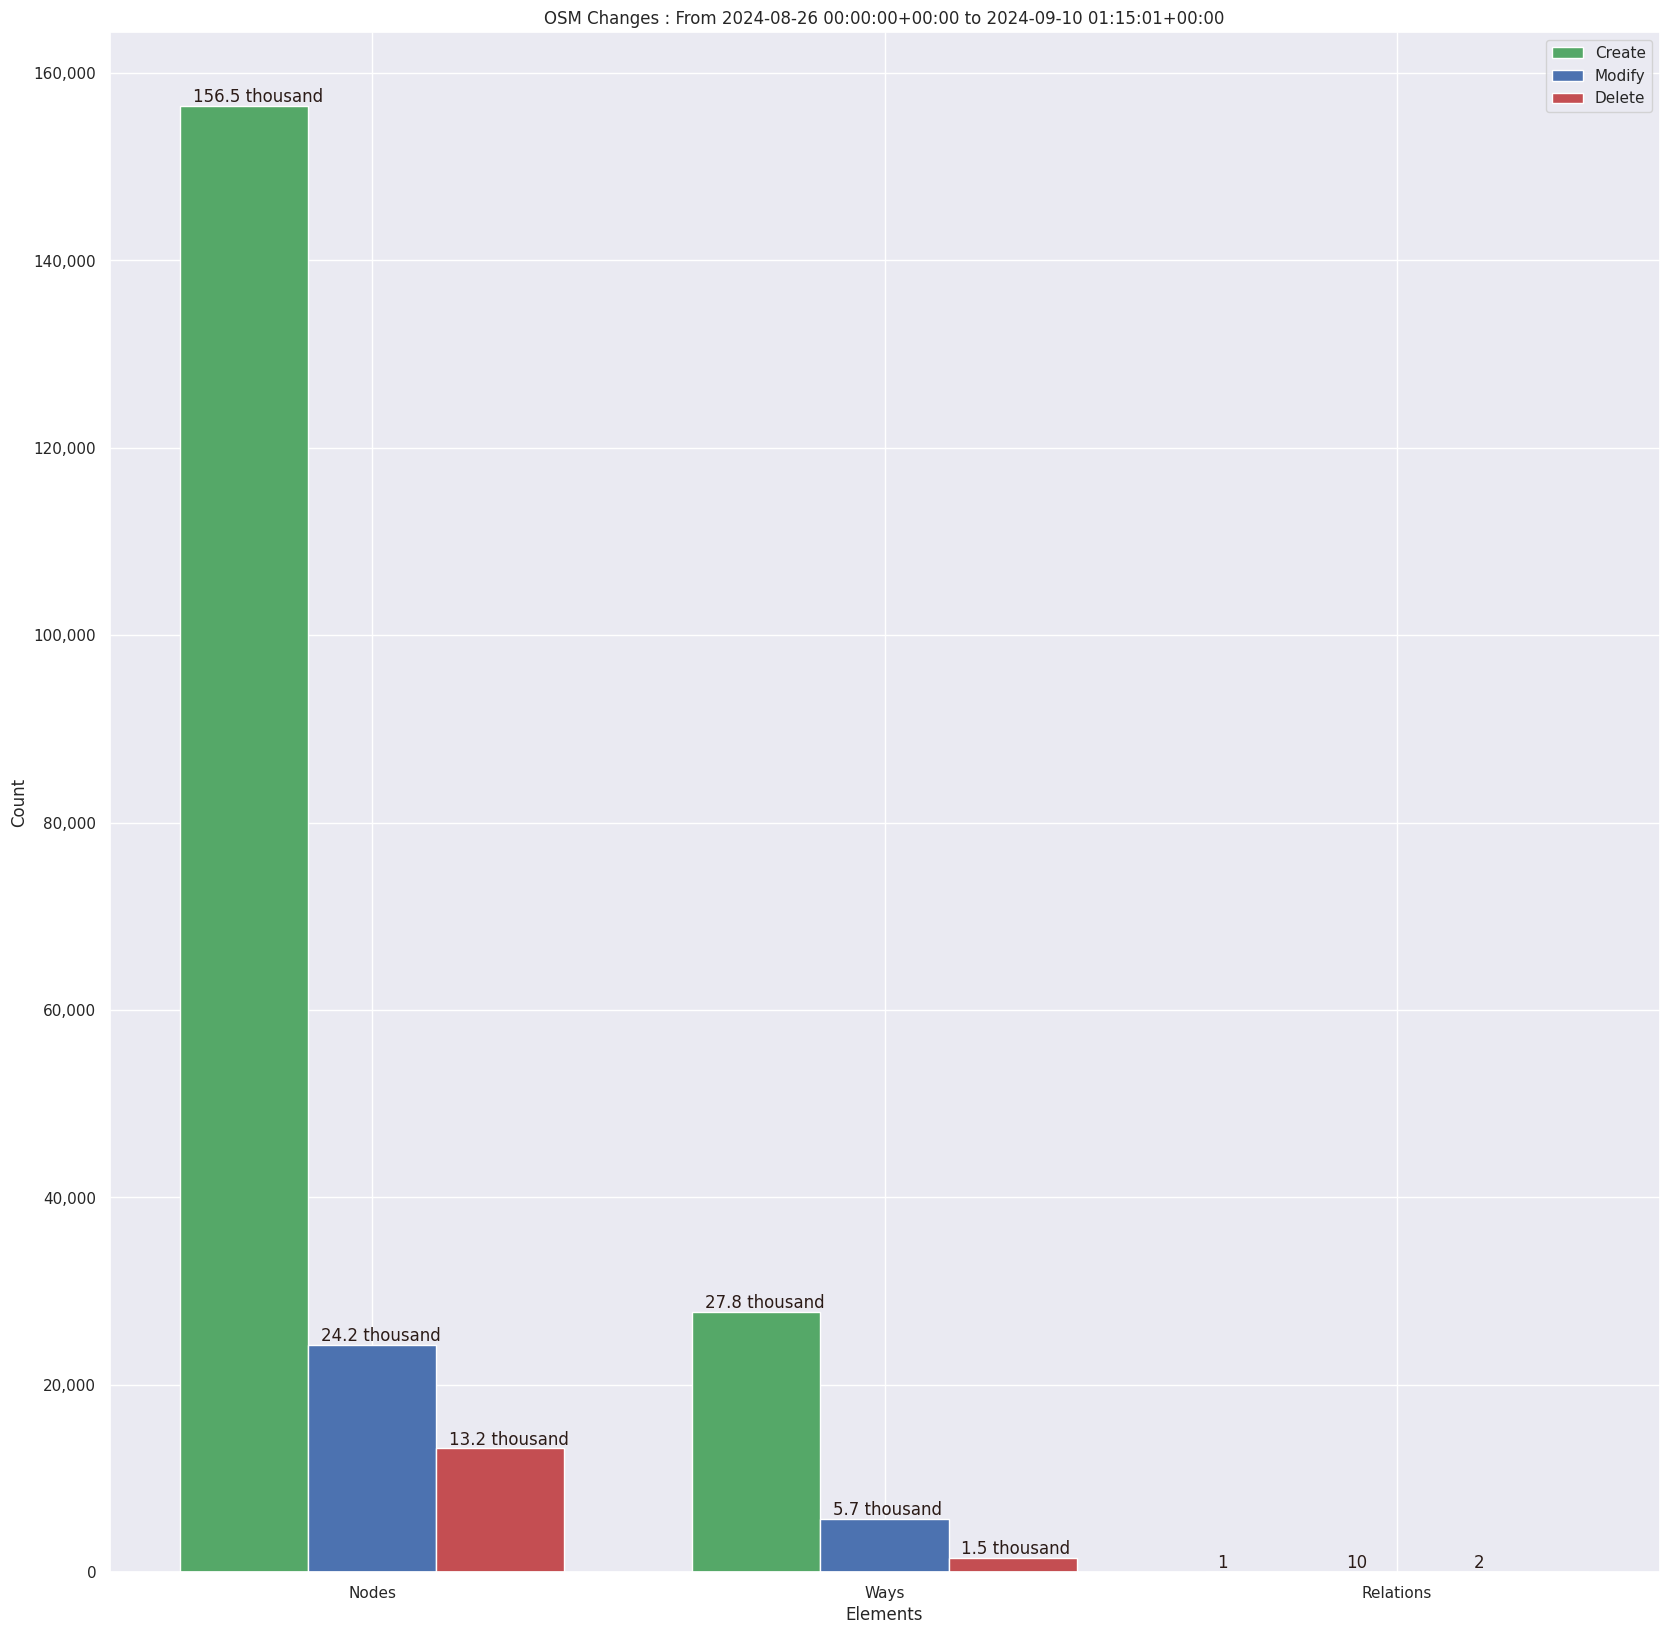 OSM Changes : From 2024-08-26 00:00:00+00:00 to 2024-09-10 01:15:01+00:00
Create
Modify
Delete
160,000
140,000
120,000
100,000
80,000
60,000
40,000
20,000
0
Count
156.5 thousand
24.2 thousand
13.2 thousand
27.8 thousand
5.7 thousand
1.5 thousand
1
10
2
Nodes
Ways
Relations
Elements